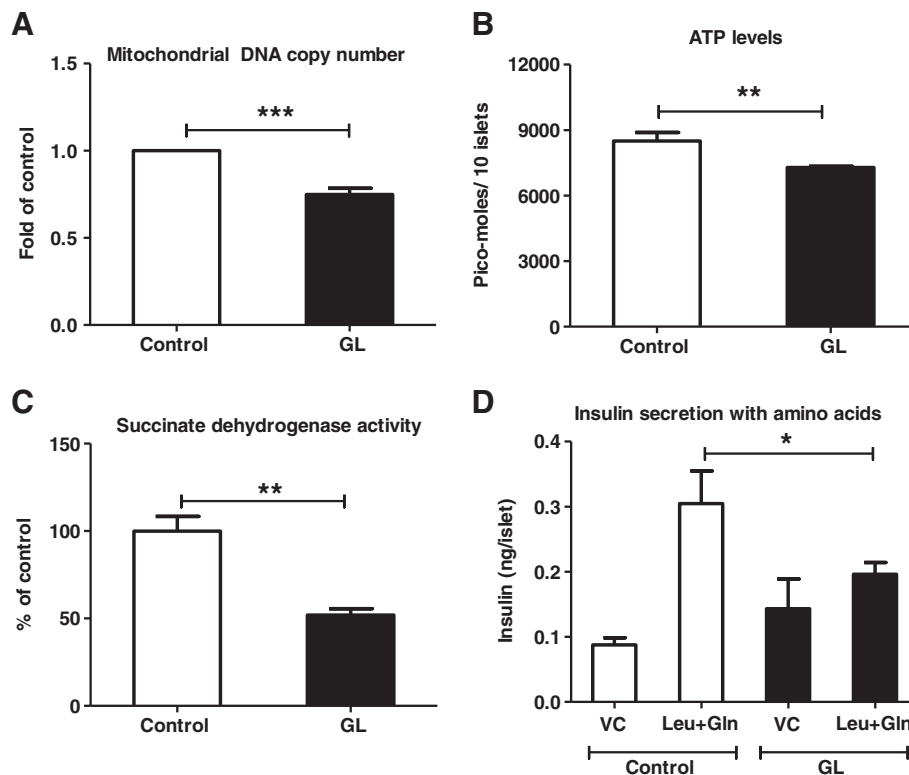 A
Mitochondrial DNA copy number
1.5
1.0
0.5
0.0
Fold of control
***
Control GL
B
ATP levels
12000
9000
6000
3000
0
Pico-moles/ 10 islets
**
Control GL
C
Succinate dehydrogenase activity
150
100
50
0
% of control
**
Control GL
D
Insulin secretion with amino acids
0.4
0.3
0.2
0.1
0.0
Insulin (ng/islet)
*
VC Leu+Gln VC Leu+Gln
Control GL